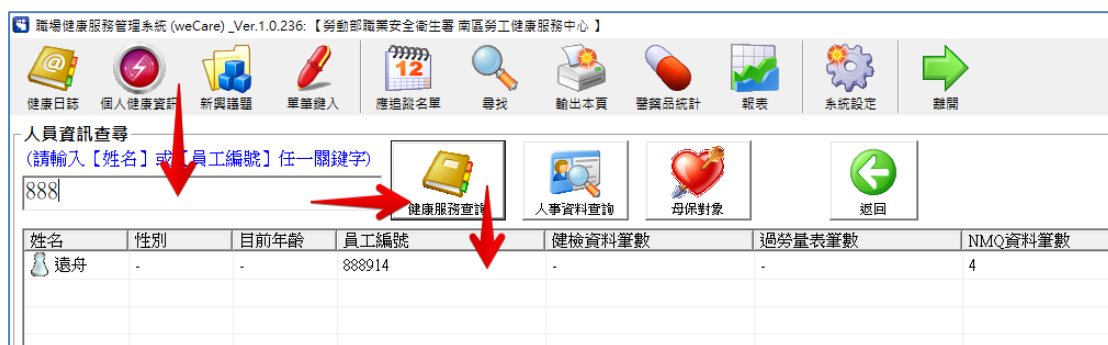 職場健康服務管理系統 (weCare) _Ver.1.0.236: 【 勞動部職業安全衛生署 南區勞工健康服務中心 】
健康日誌 個人健康資訊 新興議題 單筆鍵入 應追蹤名單 尋找 輸出本頁 醫藥品統計 報表 系統設定 離開
12
人員資訊查尋
(請輸入【姓名】或【員工編號】任一關鍵字)
888
健康服務查詢 人事資料查詢 母保對象 返回
姓名 性別 目前年齡 員工編號 健檢資料筆數 過勞量表筆數 NMQ資料筆數
遠舟 - - 888914 - - 4